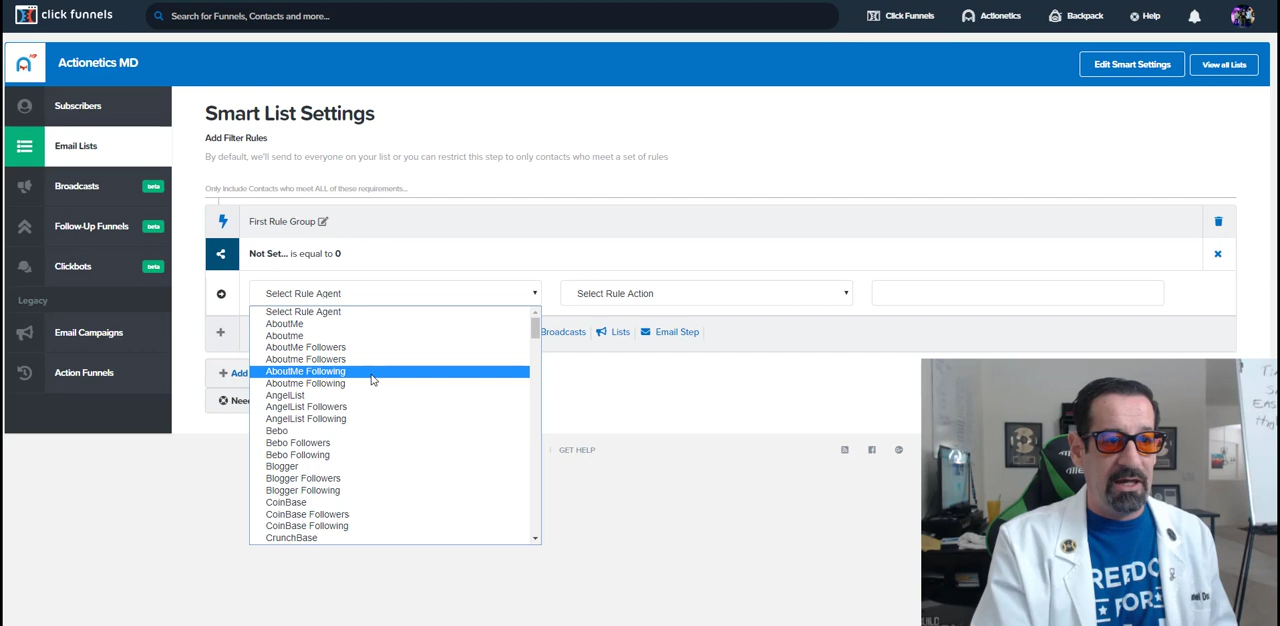 click funnels
Search for Funnels, Contacts and more...
Click Funnels
Actionetics
Backpack
Help
Actionetics MD
Edit Smart Settings
View all Lists
Subscribers
Email Lists
Broadcasts beta
Follow-Up Funnels beta
Clickbots beta
Legacy
Email Campaigns
Action Funnels
Smart List Settings
Add Filter Rules
By default, we'll send to everyone on your list or you can restrict this step to only contacts who meet a set of rules
Only Include Contacts who meet ALL of these requirements...
First Rule Group
Not Set... is equal to 0
Select Rule Agent
Select Rule Action
Select Rule Agent
AboutMe
Aboutme
AboutMe Followers
Aboutme Followers
AboutMe Following
Aboutme Following
AngelList
AngelList Followers
AngelList Following
Bebo
Bebo Followers
Bebo Following
Blogger
Blogger Followers
Blogger Following
CoinBase
CoinBase Followers
CoinBase Following
CrunchBase
Broadcasts
Lists
Email Step
Add
Nee
GET HELP
REEDO
FOR